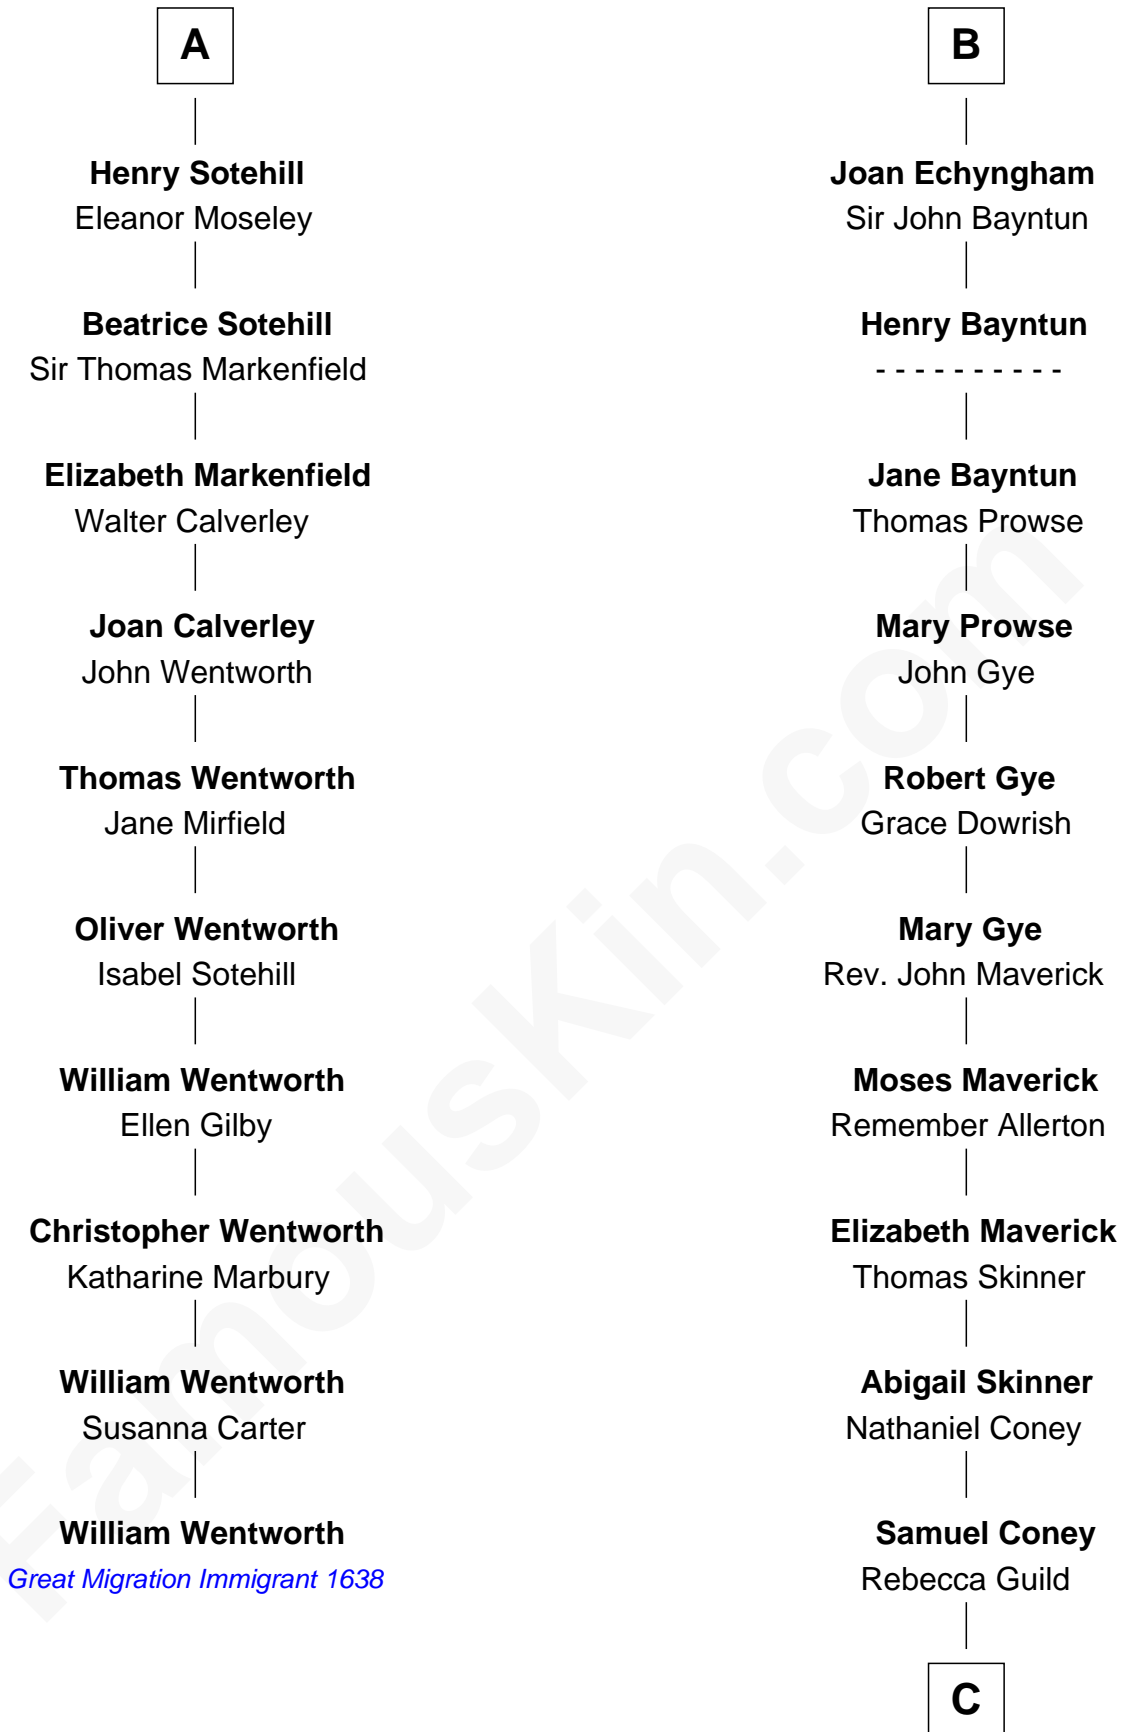 A
Henry Sotehill
Eleanor Moseley
Beatrice Sotehill
Sir Thomas Markenfield
Elizabeth Markenfield
Walter Calverley
Joan Calverley
John Wentworth
Thomas Wentworth
Jane Mirfield
Oliver Wentworth
Isabel Sotehill
William Wentworth
Ellen Gilby
Christopher Wentworth
Katharine Marbury
William Wentworth
Susanna Carter
William Wentworth
Great Migration Immigrant 1638
B
Joan Echyngham
Sir John Bayntun
Henry Bayntun
- - - - - - - - - -
Jane Bayntun
Thomas Prowse
Mary Prowse
John Gye
Robert Gye
Grace Dowrish
Mary Gye
Rev. John Maverick
Moses Maverick
Remember Allerton
Elizabeth Maverick
Thomas Skinner
Abigail Skinner
Nathaniel Coney
Samuel Coney
Rebecca Guild
C
FamousKin.com